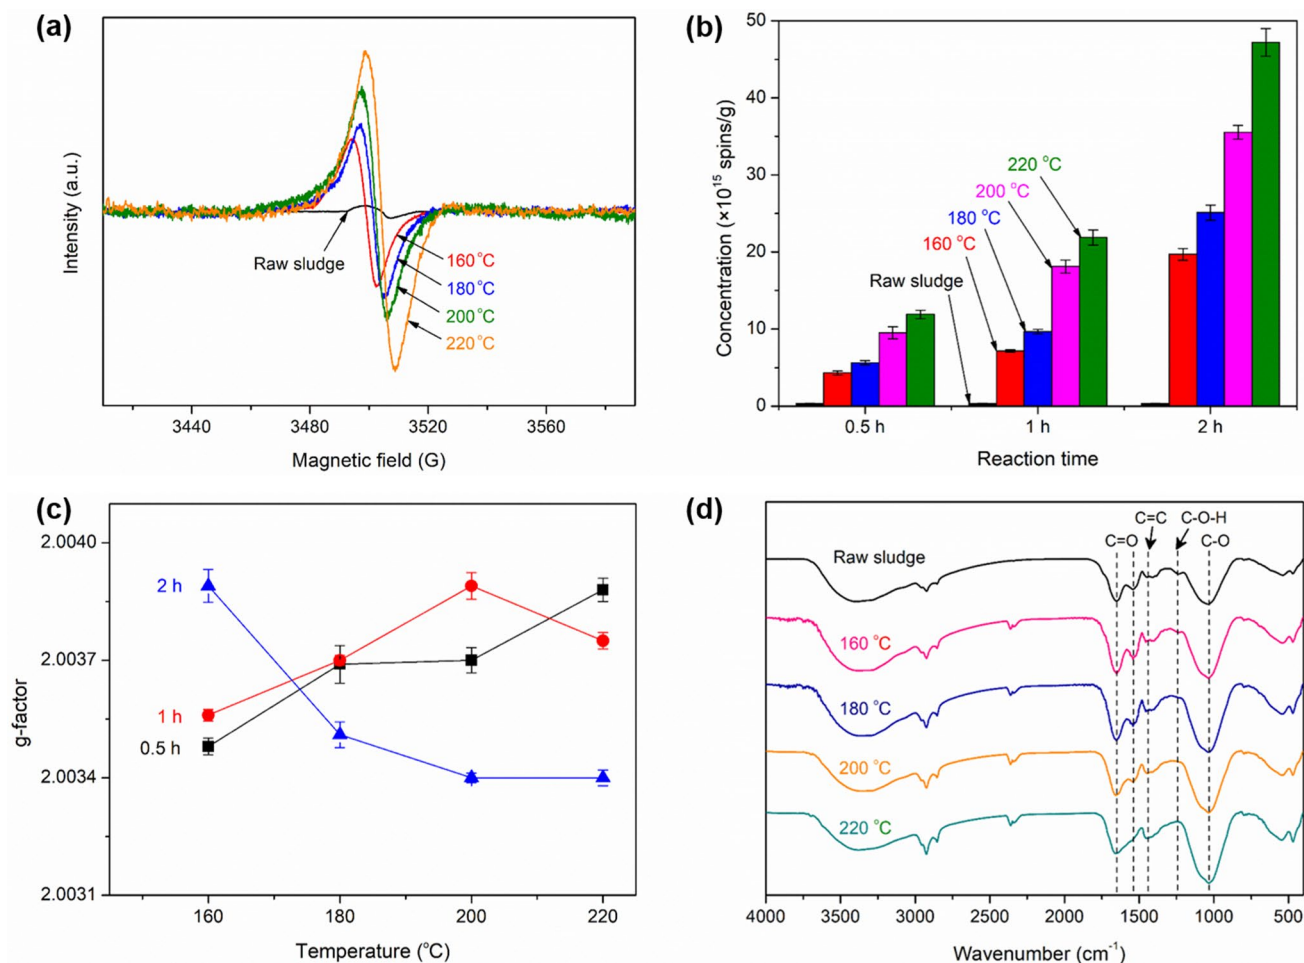 (a)
Intensity (a.u.)
Raw sludge
160 °C
180 °C
200 °C
220 °C
3440
3480
3520
3560
Magnetic field (G)
(b)
Concentration (×10¹⁵ spins/g)
50
40
30
20
10
0
220 °C
200 °C
180 °C
160 °C
Raw sludge
0.5 h
1 h
2 h
Reaction time
(c)
g-factor
2.0040
2.0037
2.0034
2.0031
2 h
1 h
0.5 h
160
180
200
220
Temperature (°C)
(d)
C=C
C-O-H
C=O
C-O
Raw sludge
160 °C
180 °C
200 °C
220 °C
4000
3500
3000
2500
2000
1500
1000
500
Wavenumber (cm⁻¹)